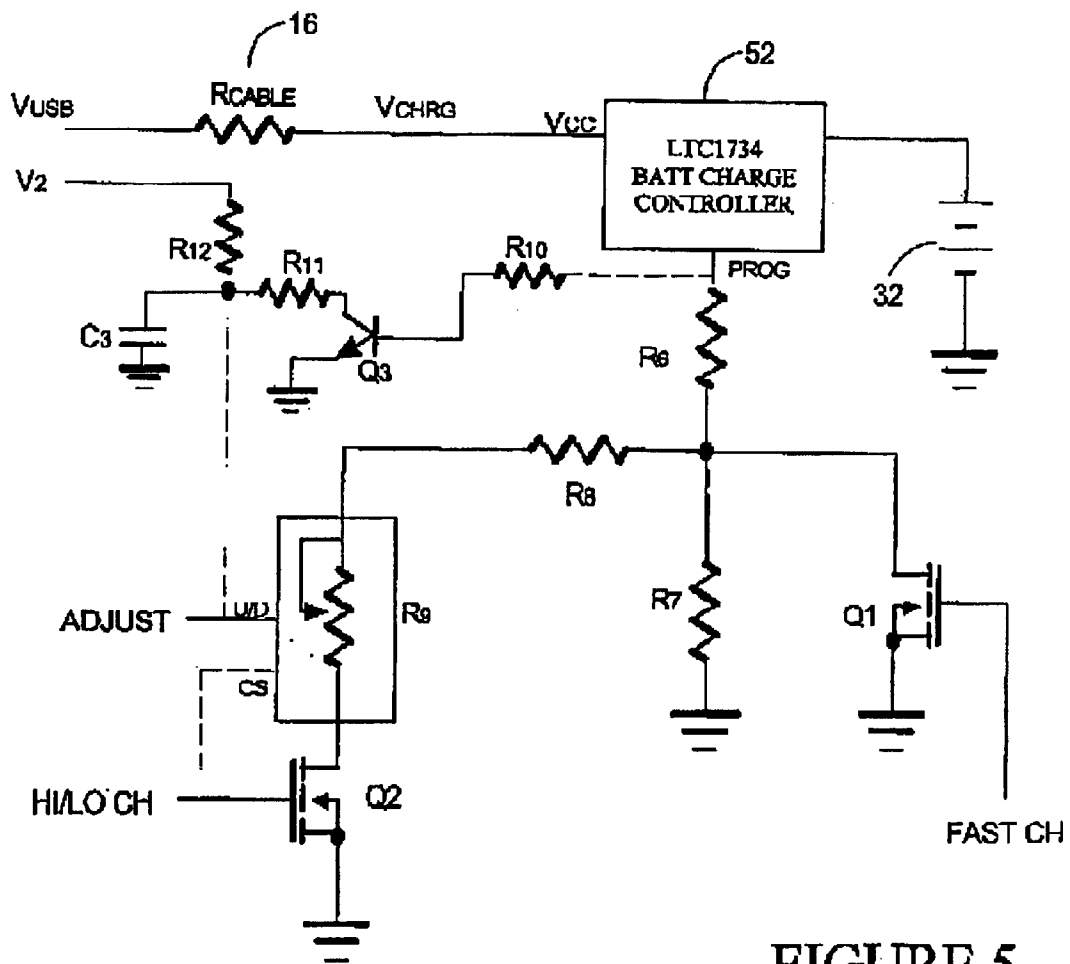 16
52
RCABLE
VUSB
VCHRG
VCC
LTC1734
BATT CHARGE
CONTROLLER
V2
R12
R11
R10
PROG
32
C3
Q3
R6
R8
R9
R7
Q1
ADJUST
U/D
CS
HI/LO CH
Q2
FAST CH
FIGURE 5